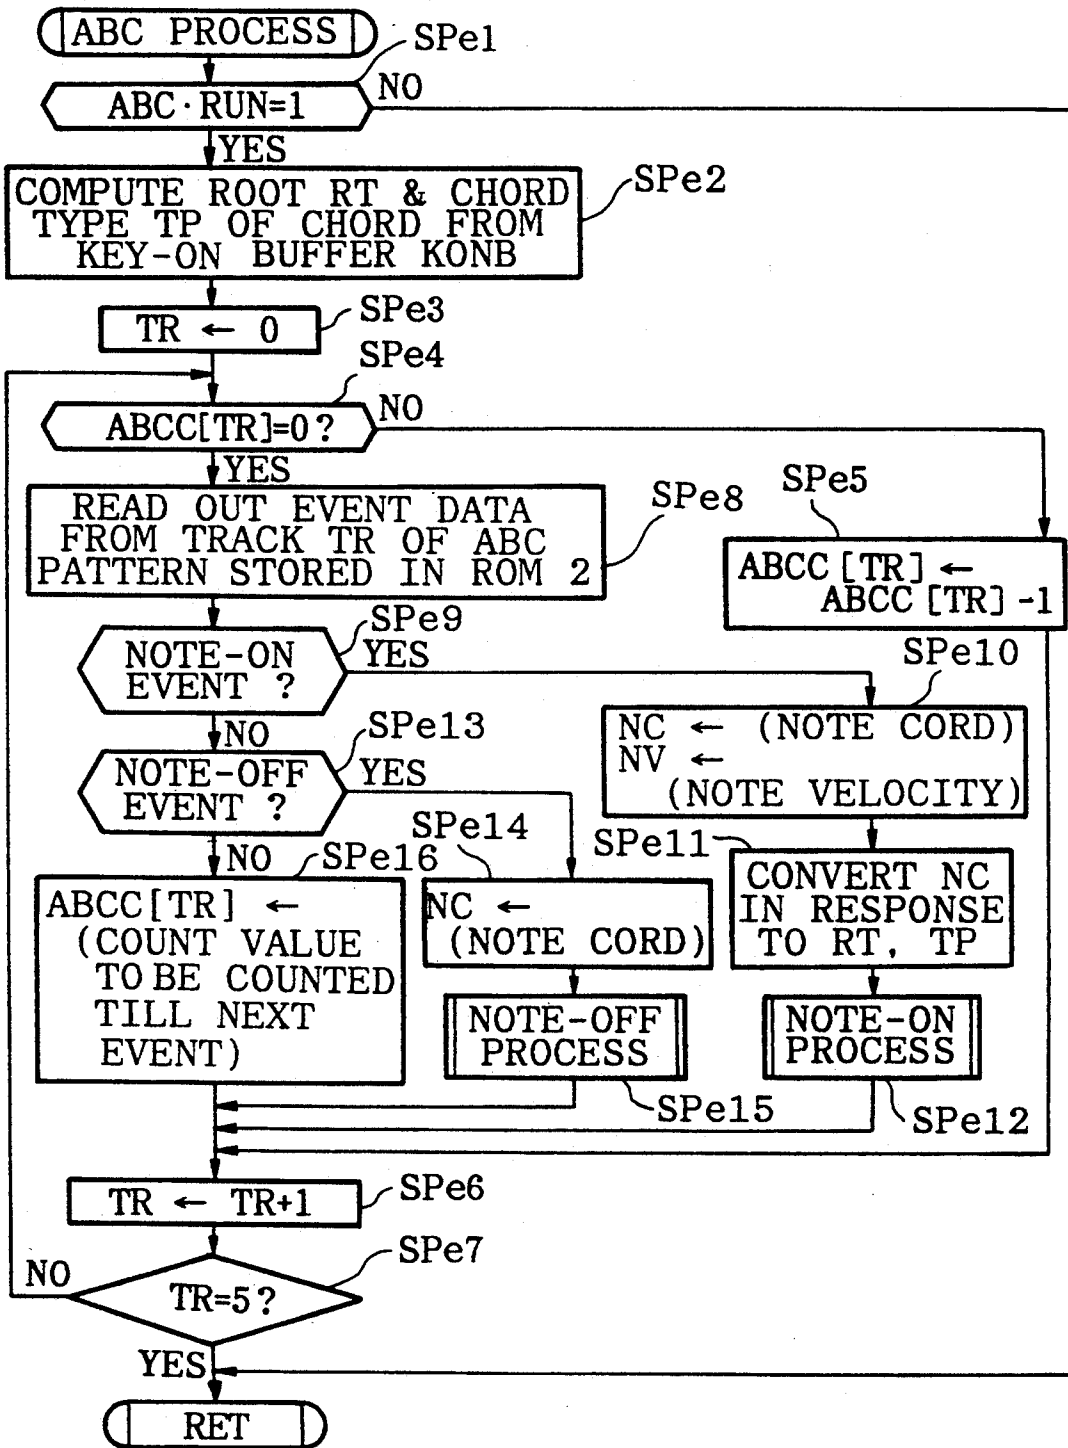 ABC PROCESS
SPe1
ABC·RUN=1
NO
YES
COMPUTE ROOT RT & CHORD
TYPE TP OF CHORD FROM
KEY-ON BUFFER KONB
SPe2
TR ← 0
SPe3
SPe4
ABCC[TR]=0?
NO
YES
READ OUT EVENT DATA
FROM TRACK TR OF ABC
PATTERN STORED IN ROM 2
SPe8
SPe5
ABCC[TR] ←
ABCC[TR]-1
SPe9
NOTE-ON
EVENT ?
YES
NO
SPe10
NC ← (NOTE CORD)
NV ←
(NOTE VELOCITY)
SPe13
NOTE-OFF
EVENT ?
YES
NO
SPe16
ABCC[TR] ←
(COUNT VALUE
TO BE COUNTED
TILL NEXT
EVENT)
SPe14
NC ←
(NOTE CORD)
SPe11
CONVERT NC
IN RESPONSE
TO RT, TP
NOTE-OFF
PROCESS
SPe15
NOTE-ON
PROCESS
SPe12
TR ← TR+1
SPe6
SPe7
TR=5?
NO
YES
RET